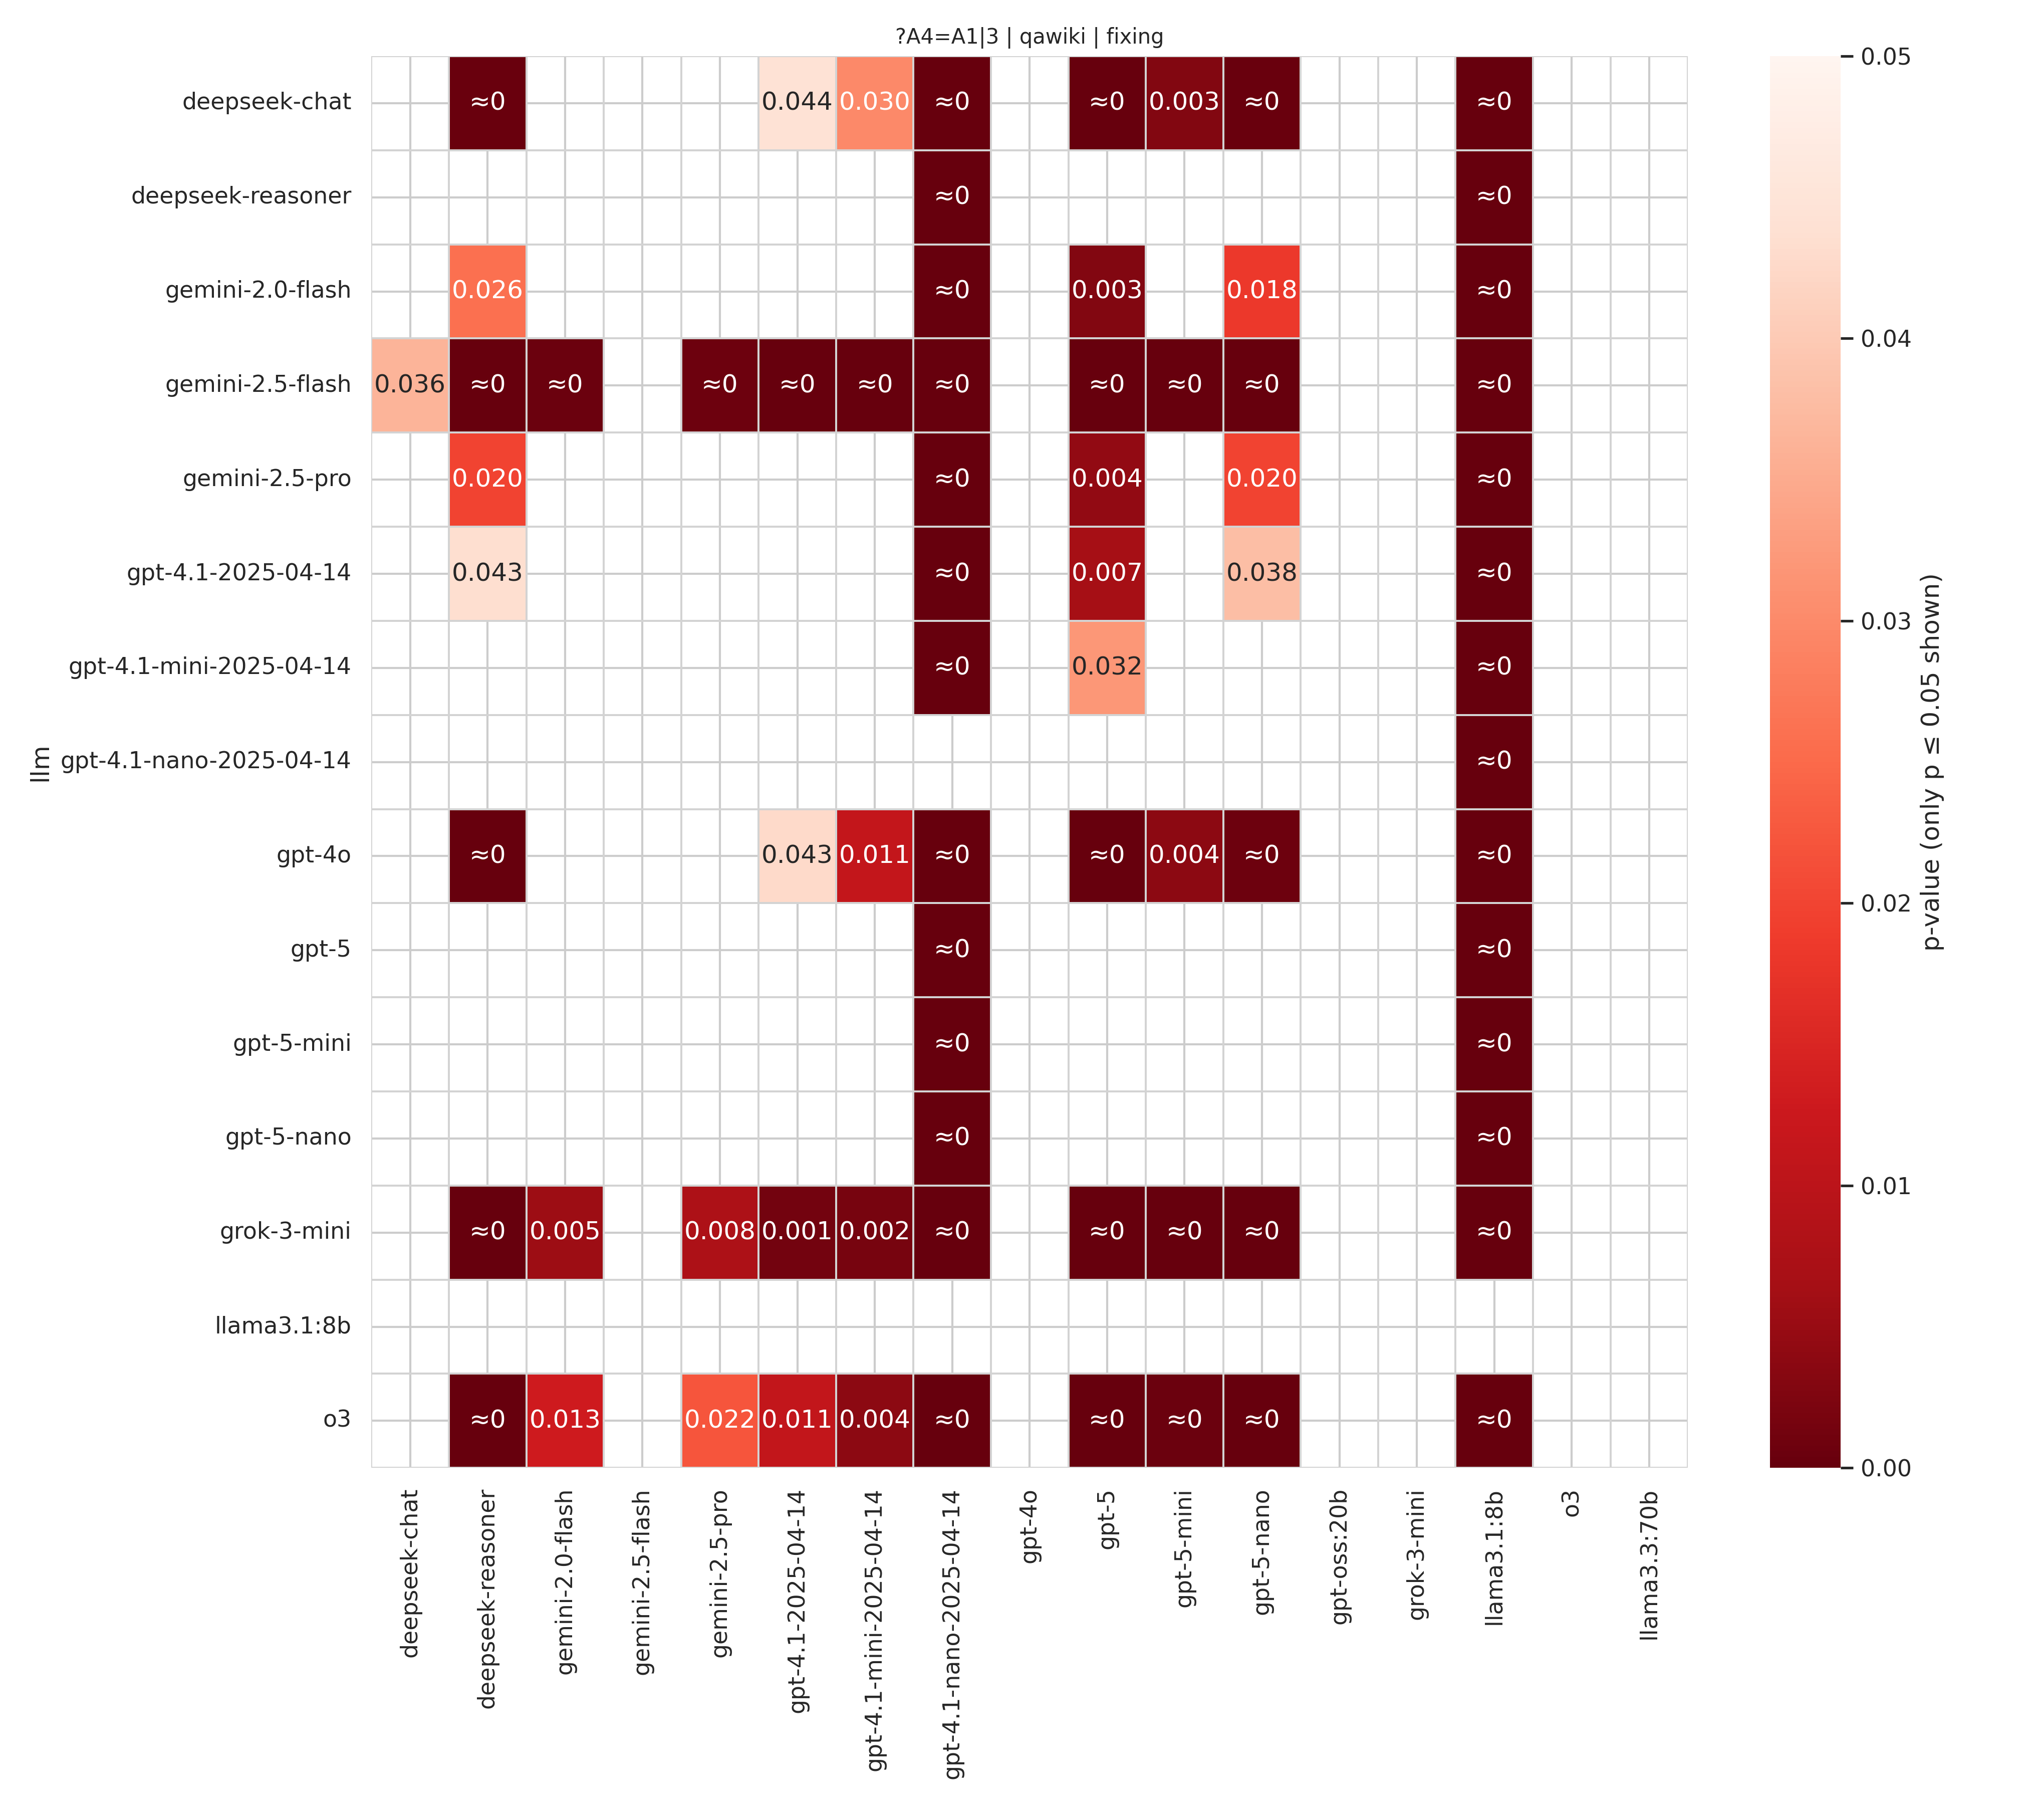 ?A4=A1|3 | qawiki | fixing
deepseek-chat ≈0 0.044 0.030 ≈0 ≈0 0.003 ≈0 ≈0
deepseek-reasoner ≈0 ≈0
gemini-2.0-flash 0.026 ≈0 0.003 0.018 ≈0
gemini-2.5-flash 0.036 ≈0 ≈0 ≈0 ≈0 ≈0 ≈0 ≈0 ≈0 ≈0 ≈0
gemini-2.5-pro 0.020 ≈0 0.004 0.020 ≈0
gpt-4.1-2025-04-14 0.043 ≈0 0.007 0.038 ≈0
gpt-4.1-mini-2025-04-14 ≈0 0.032 ≈0
gpt-4.1-nano-2025-04-14 ≈0
gpt-4o ≈0 0.043 0.011 ≈0 ≈0 0.004 ≈0 ≈0
gpt-5 ≈0 ≈0
gpt-5-mini ≈0 ≈0
gpt-5-nano ≈0 ≈0
grok-3-mini ≈0 0.005 0.008 0.001 0.002 ≈0 ≈0 ≈0 ≈0 ≈0
llama3.1:8b
o3 ≈0 0.013 0.022 0.011 0.004 ≈0 ≈0 ≈0 ≈0 ≈0
llm
deepseek-chat
deepseek-reasoner
gemini-2.0-flash
gemini-2.5-flash
gemini-2.5-pro
gpt-4.1-2025-04-14
gpt-4.1-mini-2025-04-14
gpt-4.1-nano-2025-04-14
gpt-4o
gpt-5
gpt-5-mini
gpt-5-nano
gpt-oss:20b
grok-3-mini
llama3.1:8b
o3
llama3.3:70b
0.05
0.04
0.03
0.02
0.01
0.00
p-value (only p ≤ 0.05 shown)